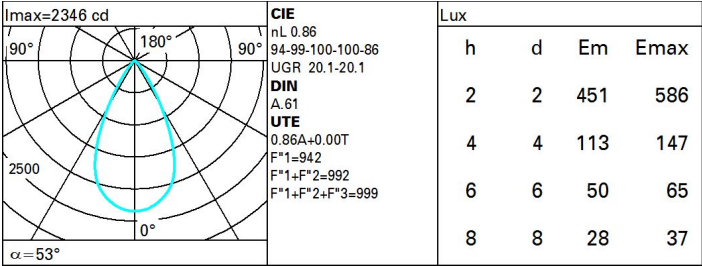 Imax=2346 cd
90° 180° 90°
2500
0°
α=53°
CIE
nL 0.86
94-99-100-100-86
UGR 20.1-20.1
DIN
A.61
UTE
0.86A+0.00T
F"1=942
F"1+F"2=992
F"1+F"2+F"3=999
Lux
h d Em Emax
2 2 451 586
4 4 113 147
6 6 50 65
8 8 28 37